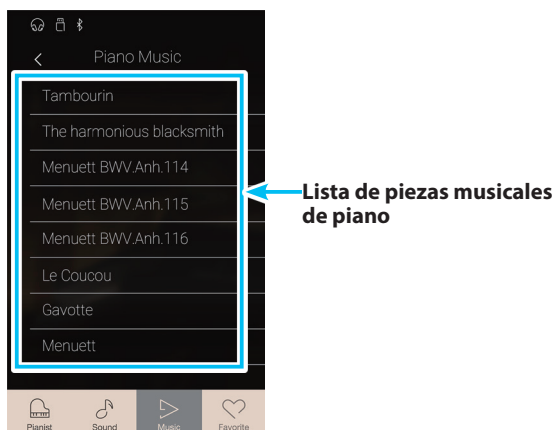 Piano Music
Tambourin
The harmonious blacksmith
Menuett BWV.Anh.114
Menuett BWV.Anh.115
Menuett BWV.Anh.116
Le Coucou
Gavotte
Menuett
Lista de piezas musicales
de piano
Pianist Sound Music Favorite